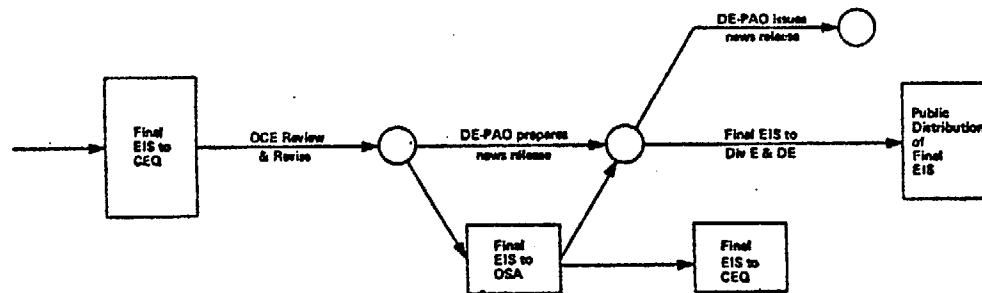 DE-PAO issues
news release
Final
EIS to
CEQ
OCE Review
& Revise
DE-PAO prepares
news release
Final EIS to
Div E & DE
Public
Distribution
of
Final
EIS
Final
EIS to
OSA
Final
EIS to
CEQ